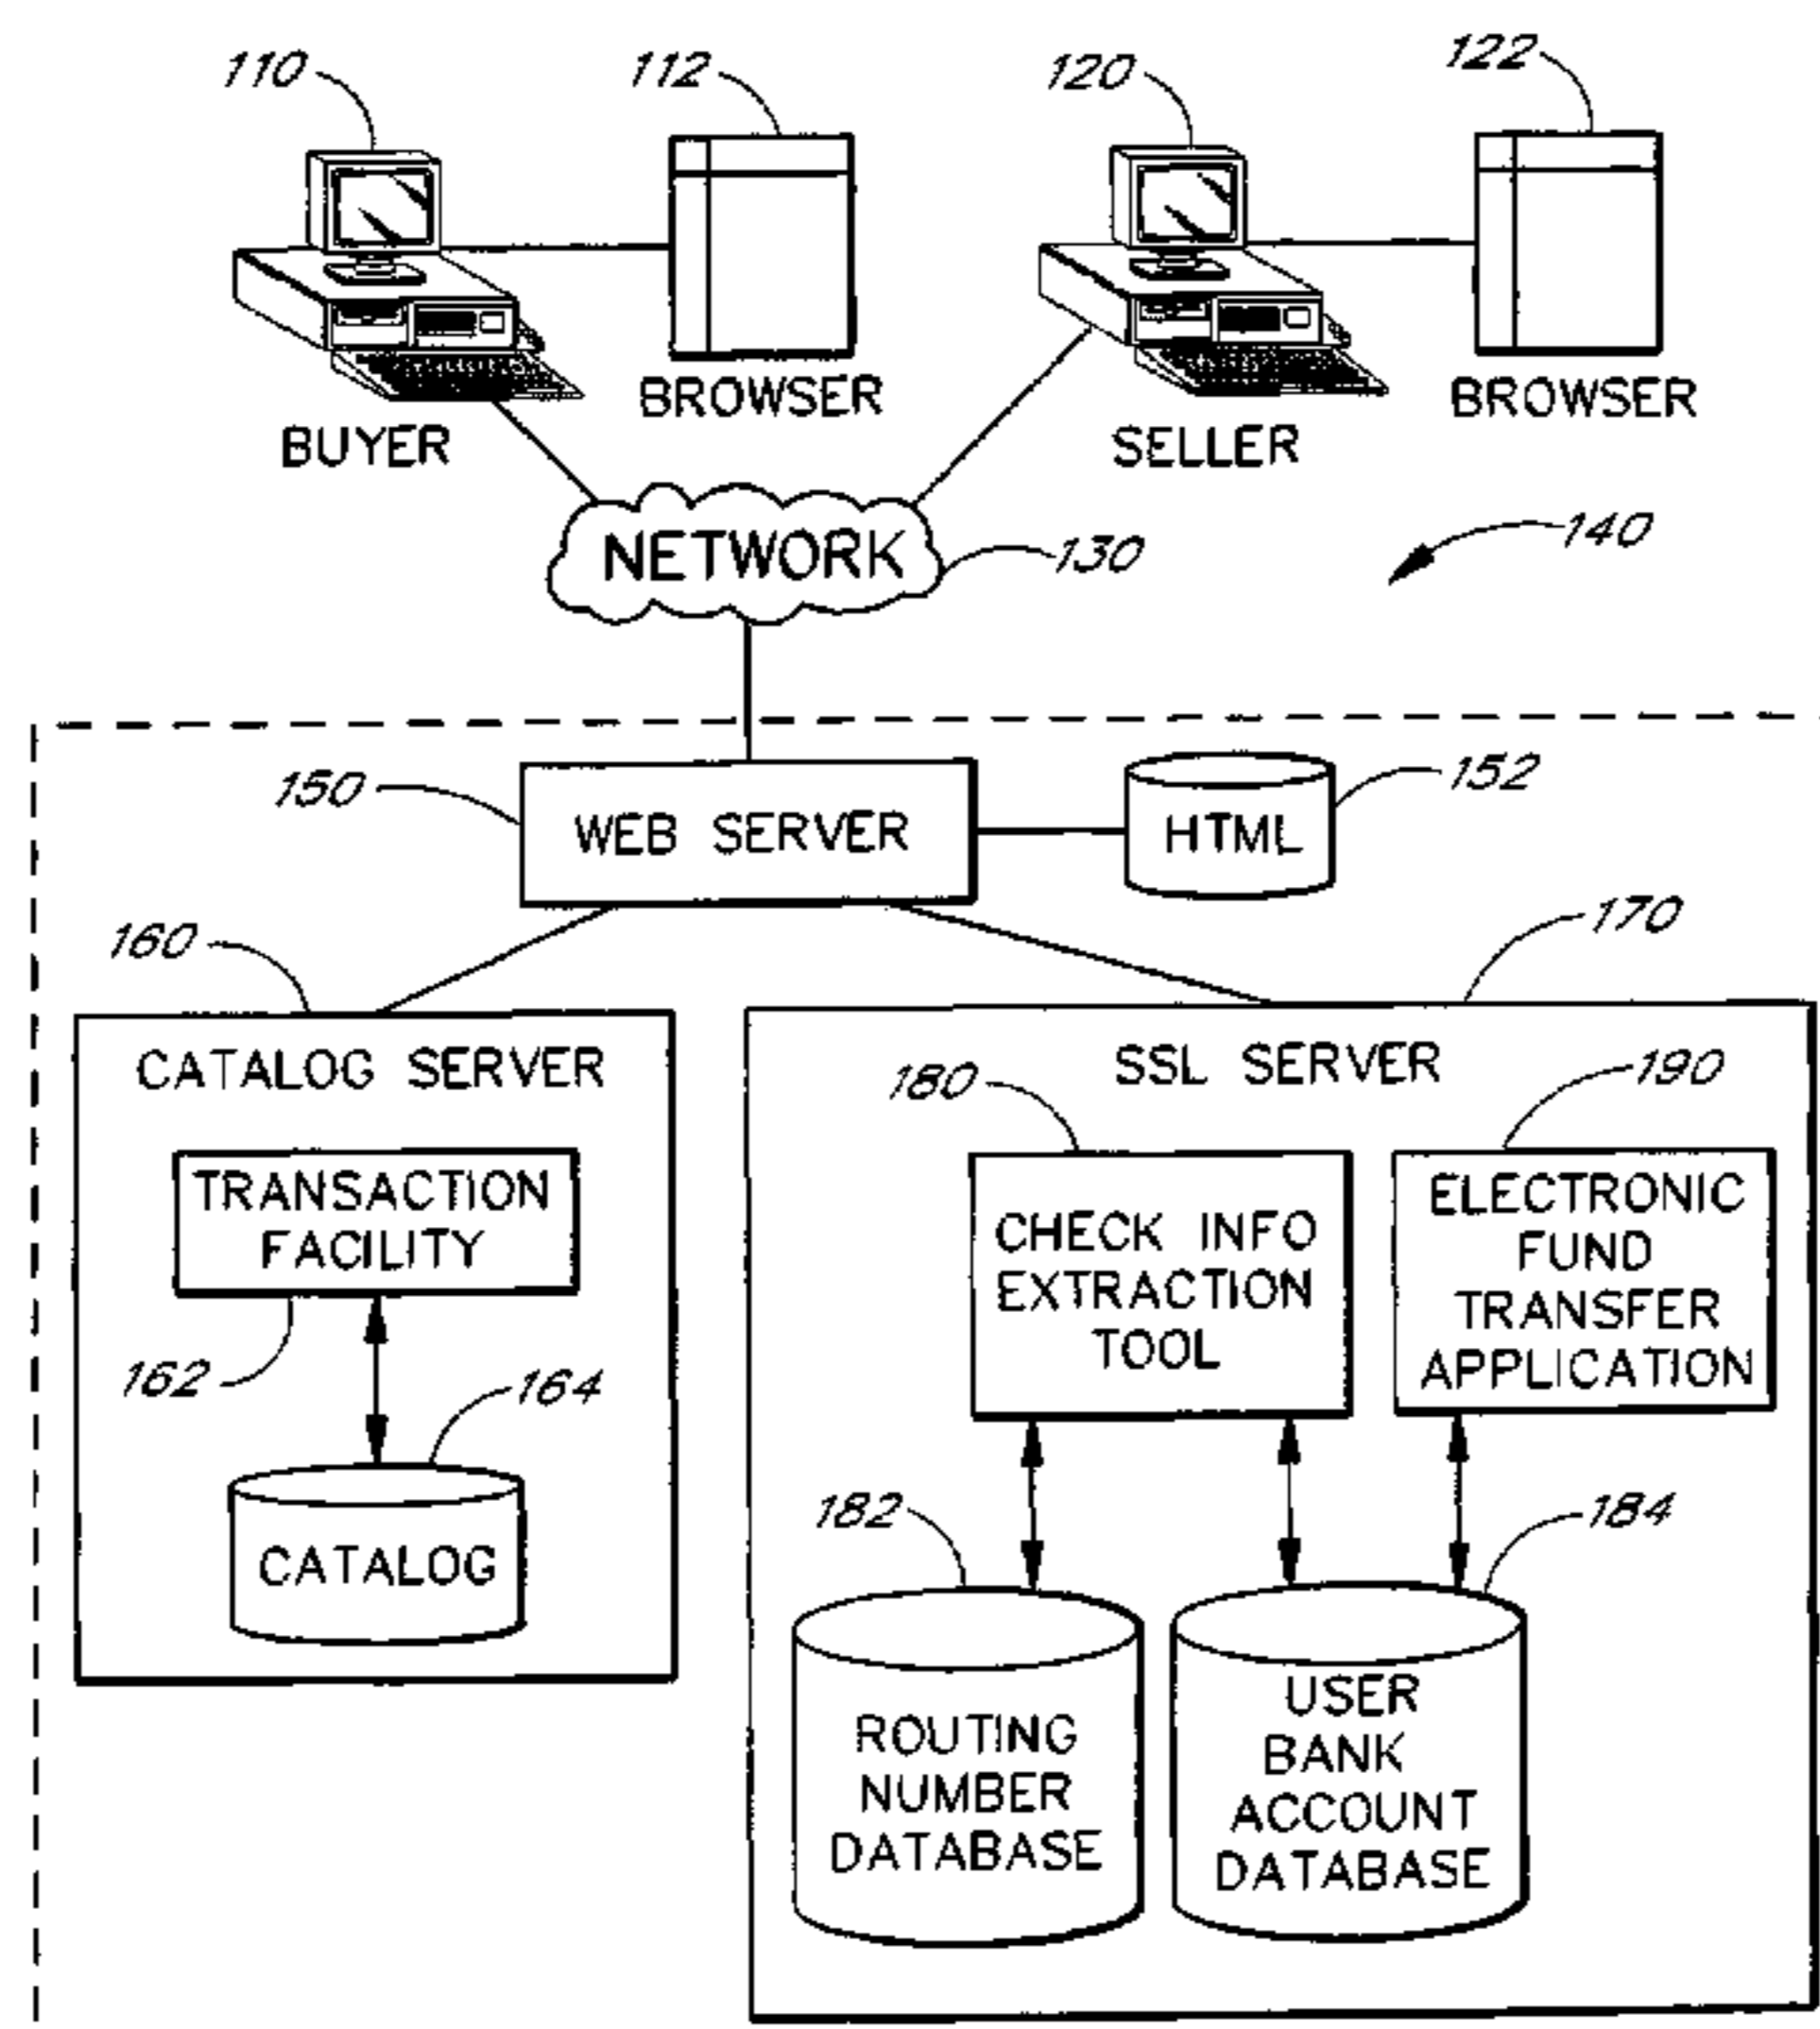 110
112
120
122
BROWSER
BROWSER
BUYER
SELLER
NETWORK
130
140
150
WEB SERVER
HTML
152
160
170
CATALOG SERVER
SSL SERVER
180
190
TRANSACTION
FACILITY
162
164
CATALOG
CHECK INFO
EXTRACTION
TOOL
ELECTRONIC
FUND
TRANSFER
APPLICATION
182
184
ROUTING
NUMBER
DATABASE
USER
BANK
ACCOUNT
DATABASE